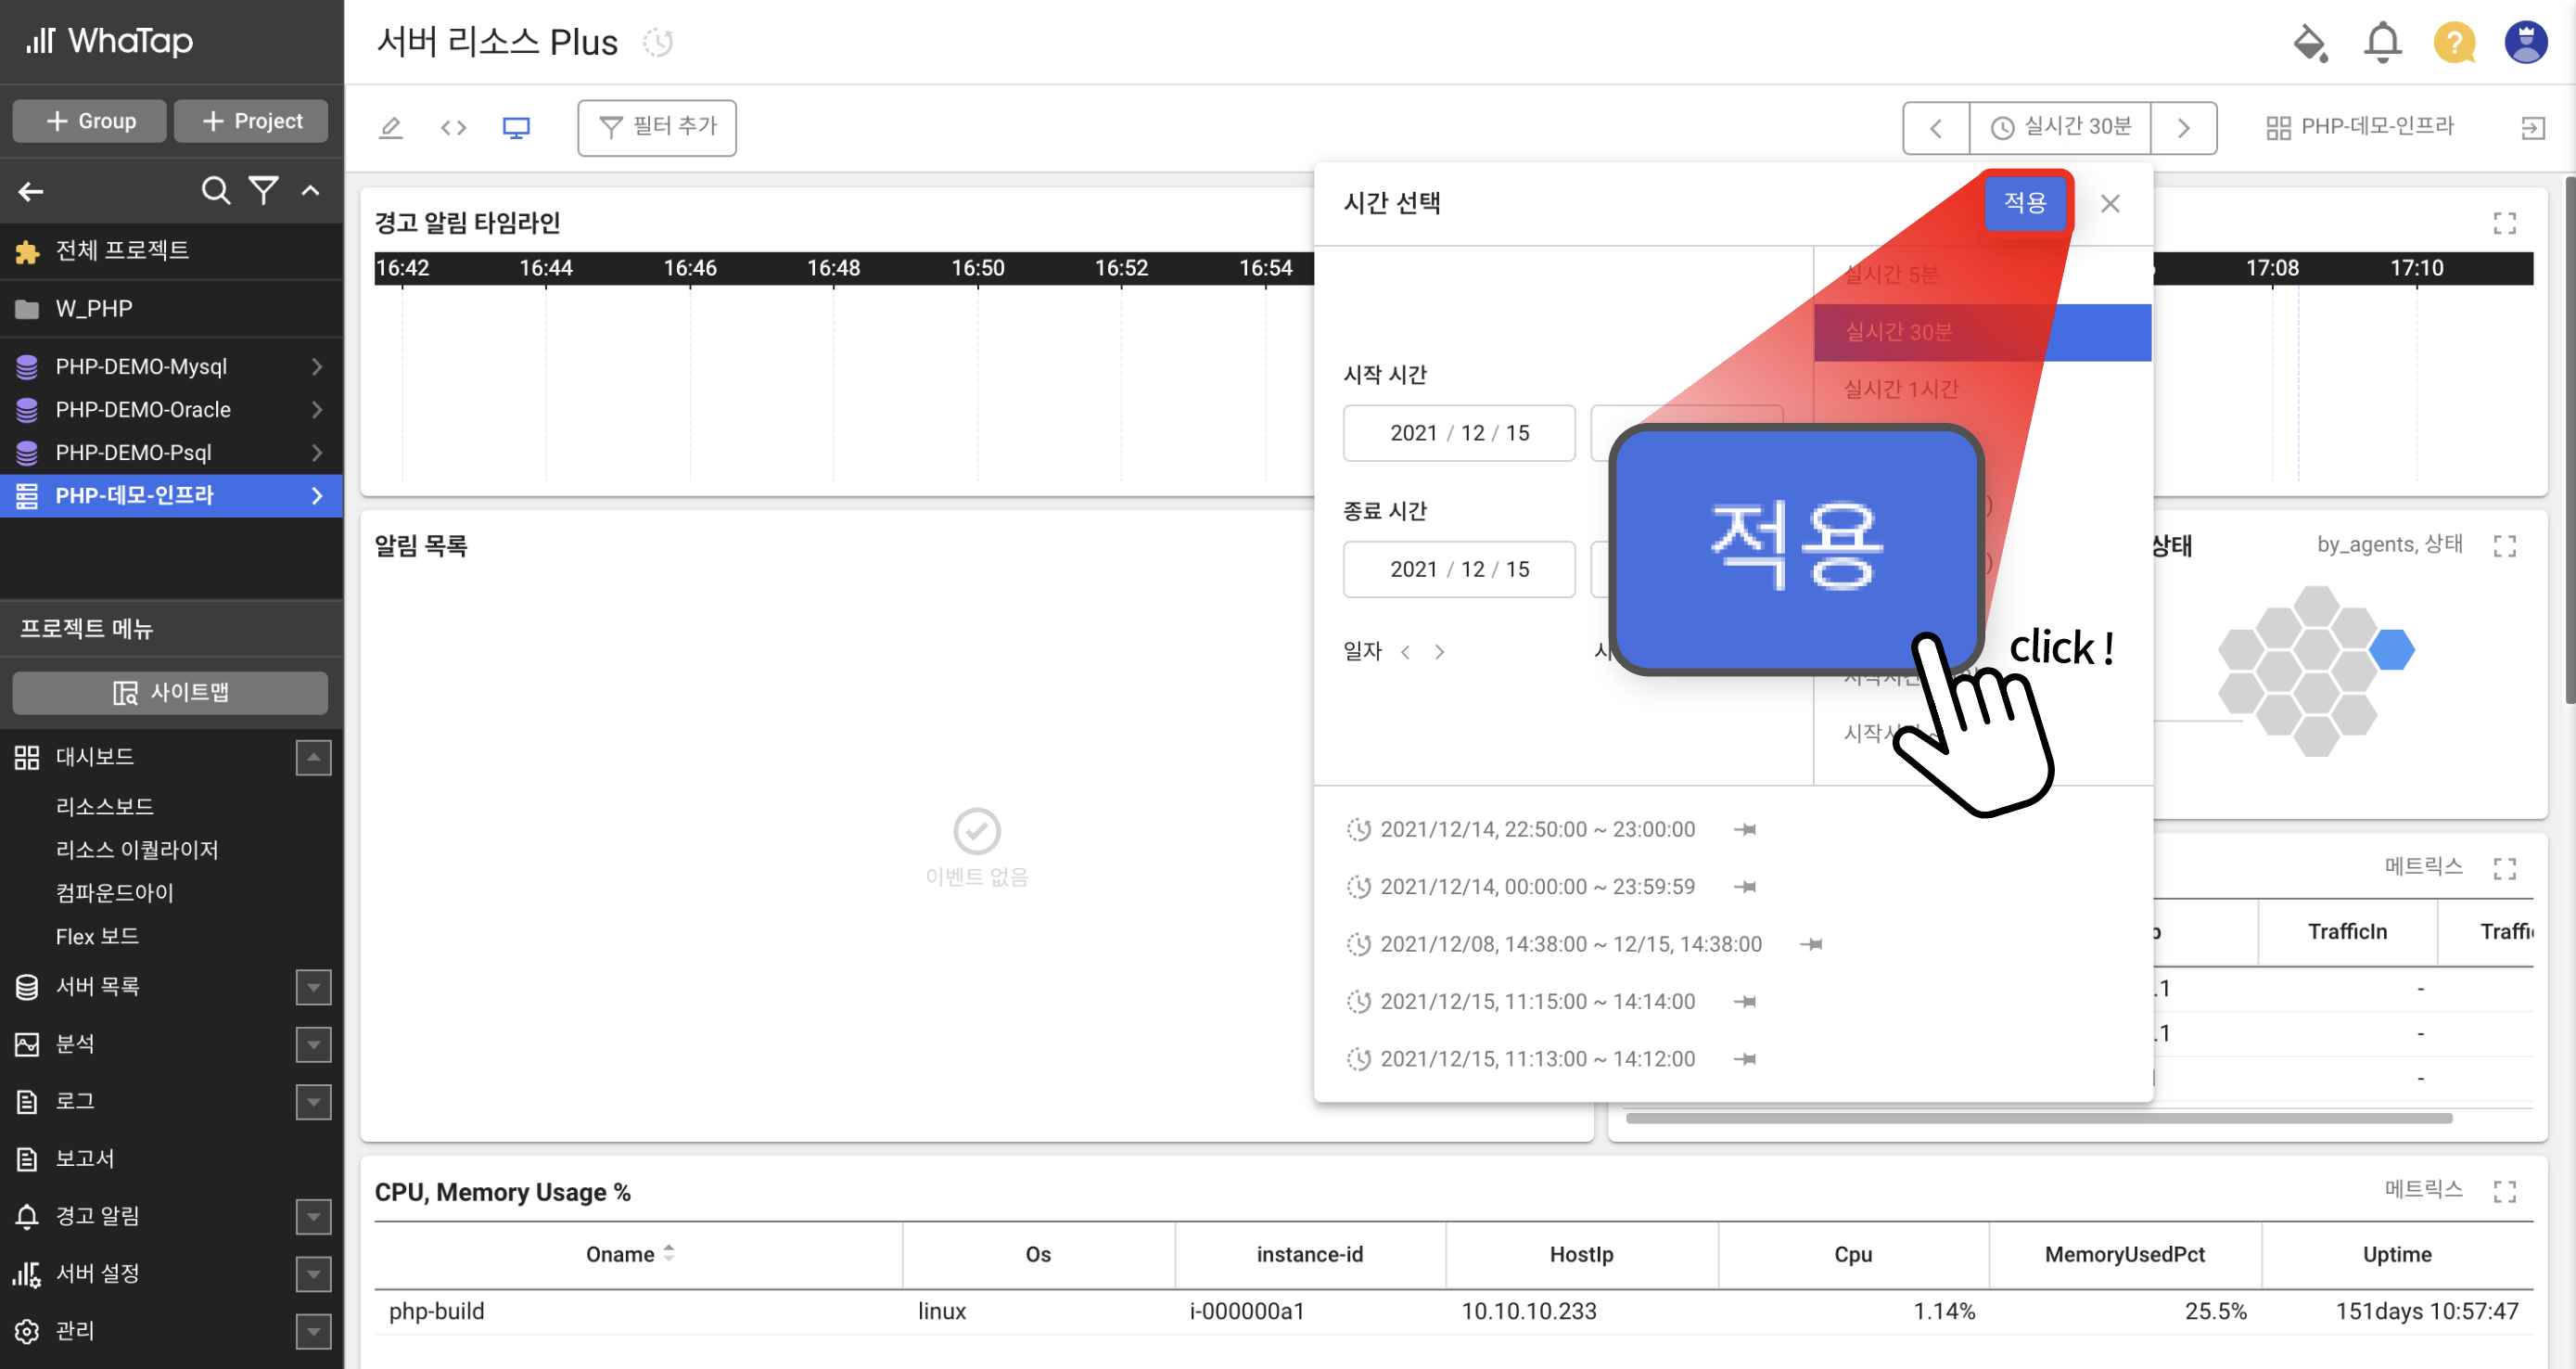 WhaTap
서버 리소스 Plus
+ Group
+ Project
필터 추가
실시간 30분
PHP-데모-인프라
전체 프로젝트
W_PHP
PHP-DEMO-Mysql
PHP-DEMO-Oracle
PHP-DEMO-Psql
PHP-데모-인프라
프로젝트 메뉴
사이트맵
대시보드
리소스보드
리소스 이퀄라이저
컴파운드아이
Flex 보드
서버 목록
분석
로그
보고서
경고 알림
서버 설정
관리
경고 알림 타임라인
16:42 16:44 16:46 16:48 16:50 16:52 16:54 17:08 17:10
알림 목록
이벤트 없음
시간 선택
적용
실시간 5분
실시간 30분
실시간 1시간
시작 시간
2021 / 12 / 15
종료 시간
2021 / 12 / 15
일자
적용
click !
2021/12/14, 22:50:00 ~ 23:00:00
2021/12/14, 00:00:00 ~ 23:59:59
2021/12/08, 14:38:00 ~ 12/15, 14:38:00
2021/12/15, 11:15:00 ~ 14:14:00
2021/12/15, 11:13:00 ~ 14:12:00
상태
by_agents, 상태
메트릭스
TrafficIn
.1 -
.1 -
-
CPU, Memory Usage %
메트릭스
Oname Os instance-id HostIp Cpu MemoryUsedPct Uptime
php-build linux i-000000a1 10.10.10.233 1.14% 25.5% 151days 10:57:47